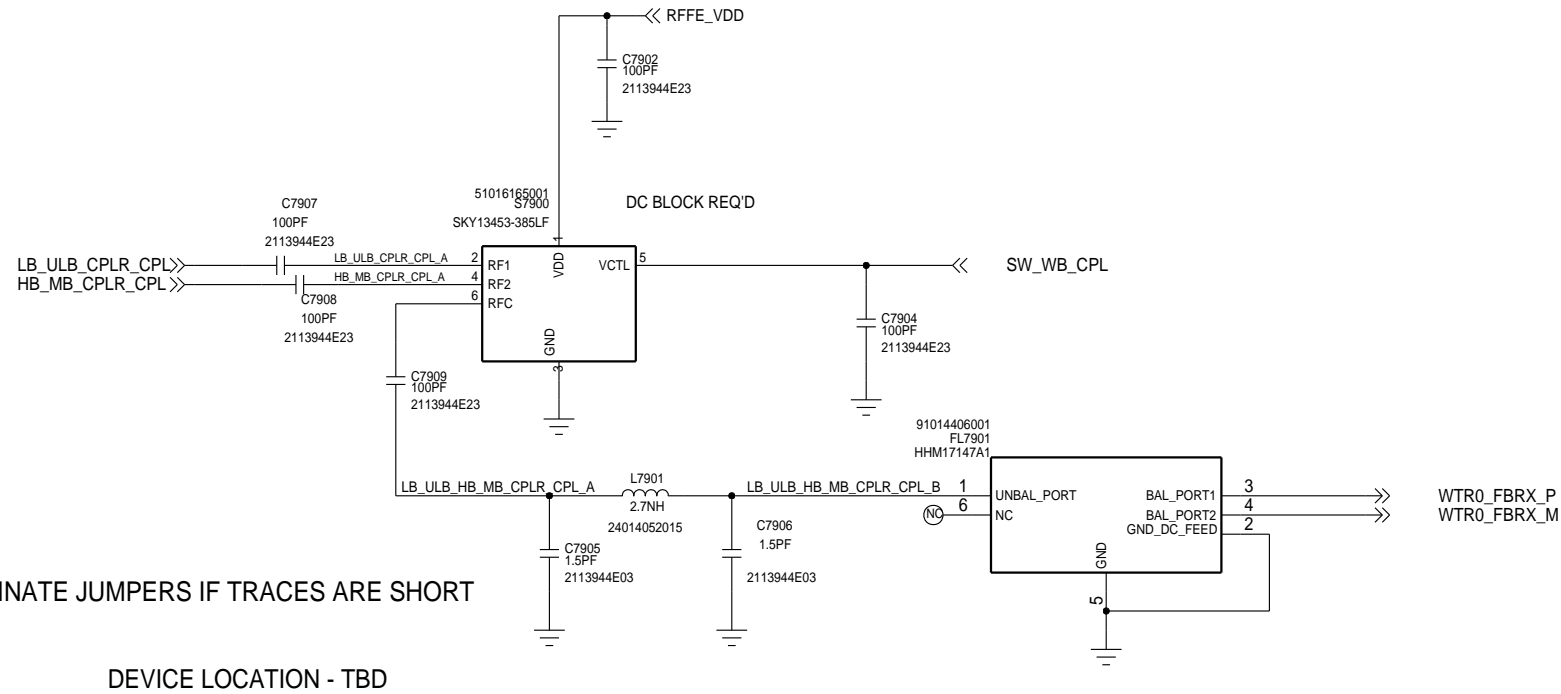 RFFE_VDD
C7902
100PF
2113944E23
51016165001
S7900
SKY13453-385LF
DC BLOCK REQ'D
C7907
100PF
2113944E23
LB_ULB_CPLR_CPL
LB_ULB_CPLR_CPL_A
2
RF1
1
VDD
VCTL
5
SW_WB_CPL
HB_MB_CPLR_CPL
HB_MB_CPLR_CPL_A
4
RF2
6
RFC
C7908
100PF
2113944E23
GND
3
C7904
100PF
2113944E23
C7909
100PF
2113944E23
91014406001
FL7901
HHM17147A1
LB_ULB_HB_MB_CPLR_CPL_A
L7901
2.7NH
24014052015
LB_ULB_HB_MB_CPLR_CPL_B
1
UNBAL_PORT
BAL_PORT1
3
WTR0_FBRX_P
NC
6
NC
BAL_PORT2
4
WTR0_FBRX_M
GND_DC_FEED
2
C7905
1.5PF
2113944E03
C7906
1.5PF
2113944E03
GND
5
INATE JUMPERS IF TRACES ARE SHORT
DEVICE LOCATION - TBD